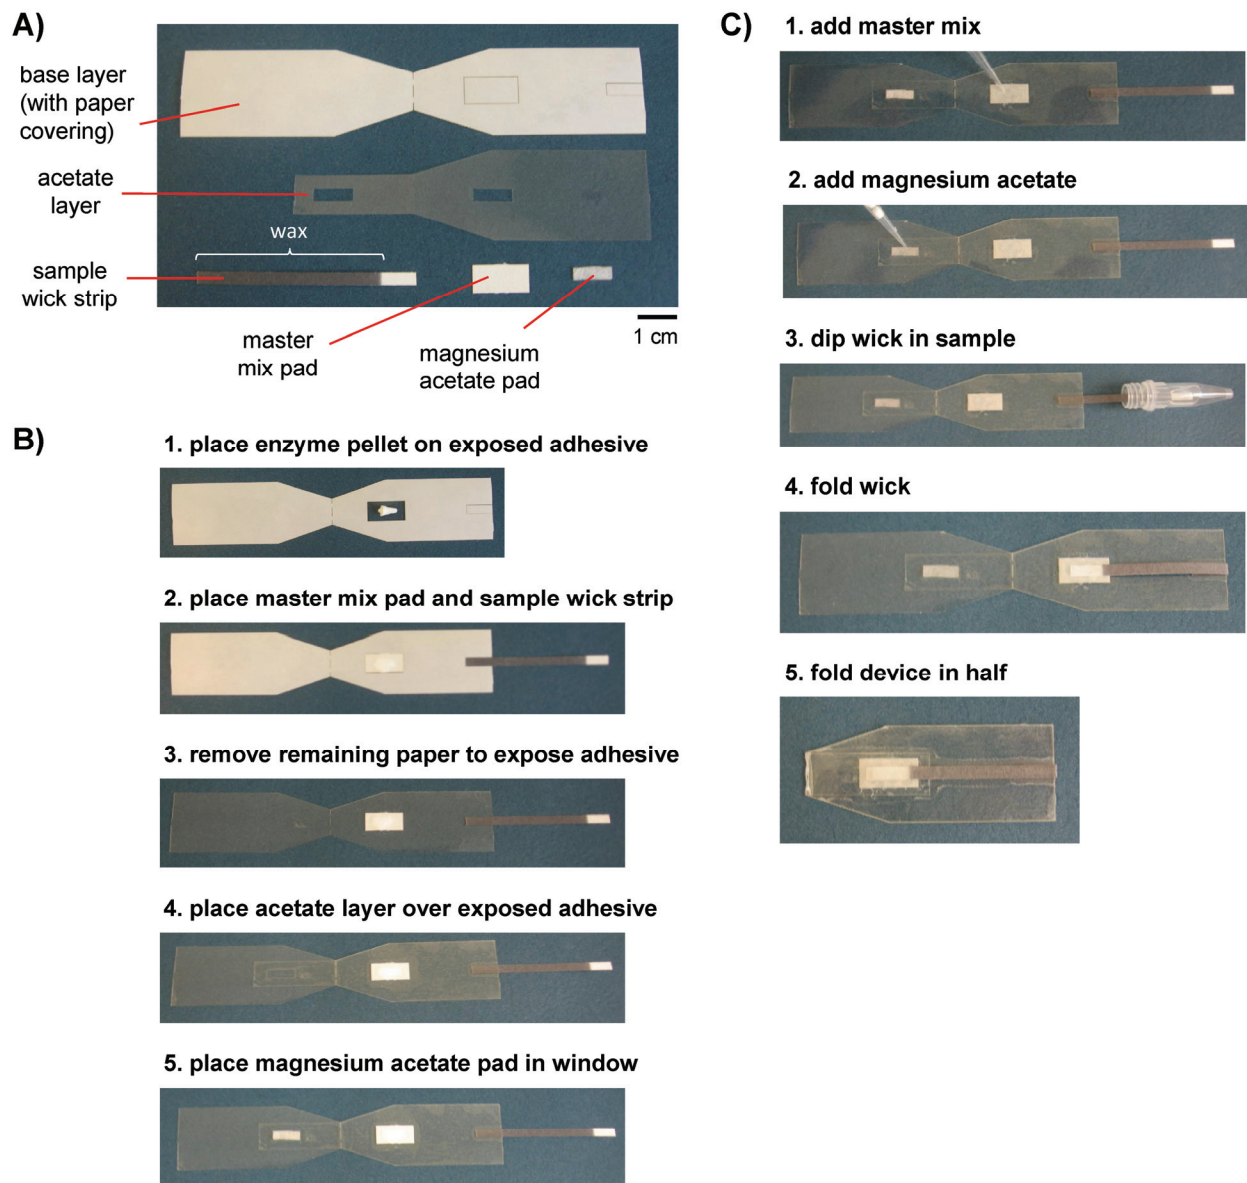 A)
base layer
(with paper
covering)
acetate
layer
wax
sample
wick strip
master
mix pad
magnesium
acetate pad
1 cm
B)
1. place enzyme pellet on exposed adhesive
2. place master mix pad and sample wick strip
3. remove remaining paper to expose adhesive
4. place acetate layer over exposed adhesive
5. place magnesium acetate pad in window
C)
1. add master mix
2. add magnesium acetate
3. dip wick in sample
4. fold wick
5. fold device in half